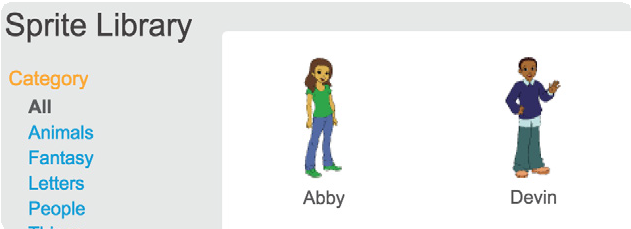 Sprite Library
Category
All
Animals
Fantasy
Letters
People
Abby
Devin